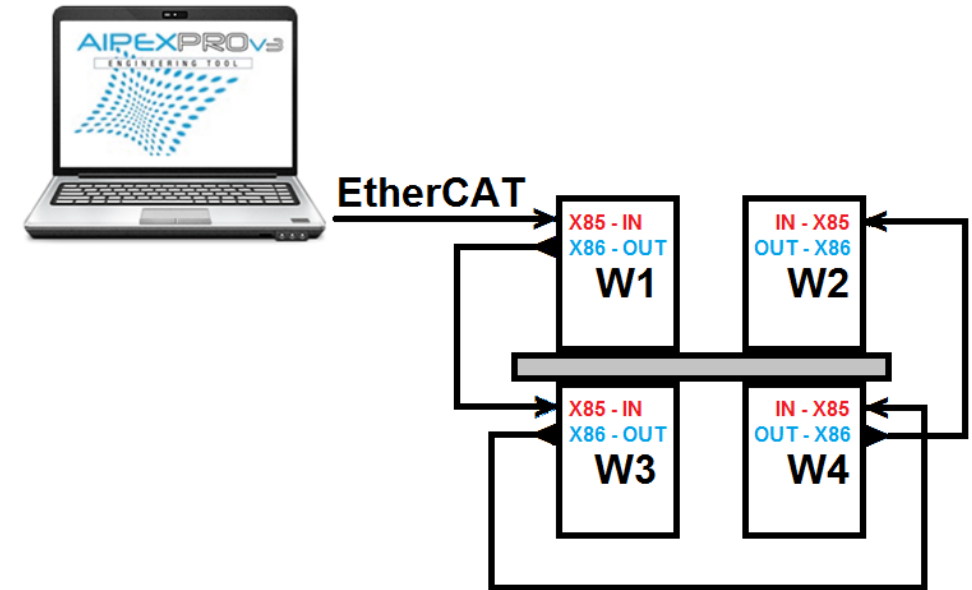 AIPEXPROV3
ENGINEERING TOOL
EtherCAT
X85 - IN
X86 - OUT
W1
IN - X85
OUT - X86
W2
X85 - IN
X86 - OUT
W3
IN - X85
OUT - X86
W4